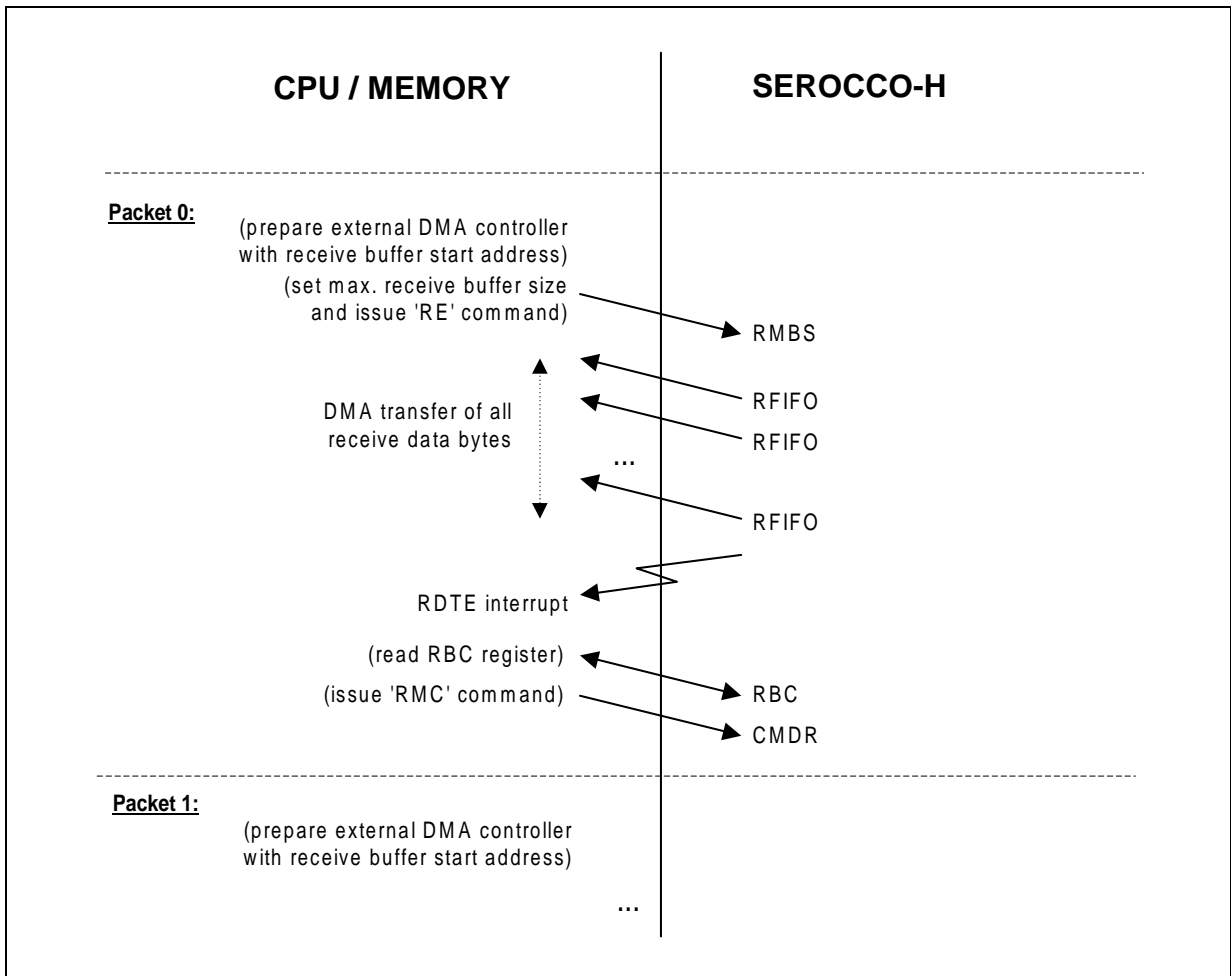 CPU / MEMORY
SEROCCO-H
Packet 0:
(prepare external DMA controller
with receive buffer start address)
(set max. receive buffer size
and issue 'RE' command)
RMBS
RFIFO
DMA transfer of all
receive data bytes
RFIFO
...
RFIFO
RDTE interrupt
(read RBC register)
RBC
(issue 'RMC' command)
CMDR
Packet 1:
(prepare external DMA controller
with receive buffer start address)
...